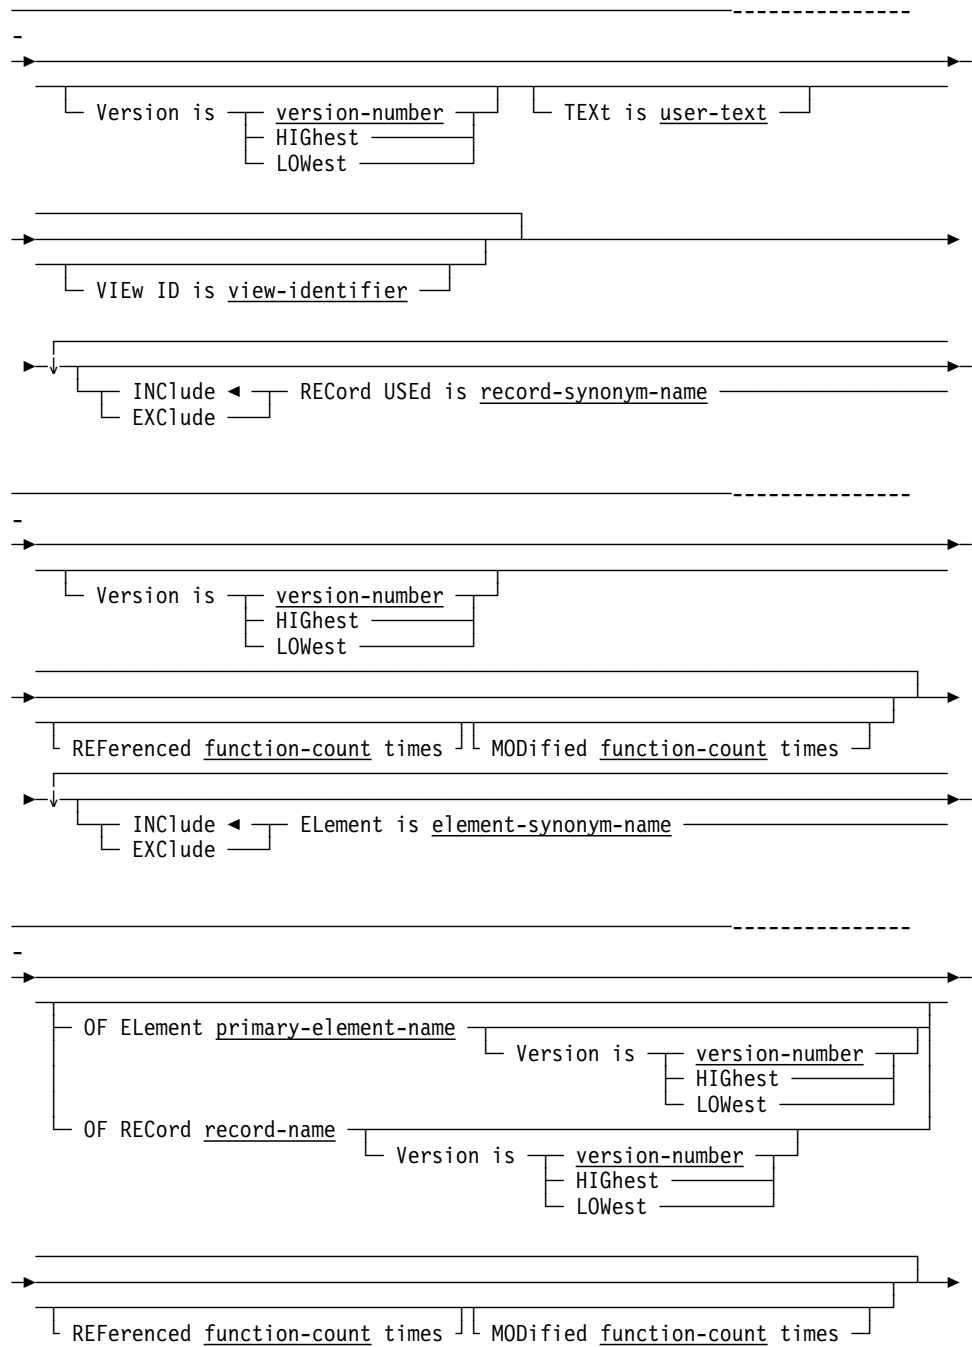 Version is version-number TEXt is user-text
HIGhest
LOWest
VIEw ID is view-identifier
INClude RECord USEd is record-synonym-name
EXClude
Version is version-number
HIGhest
LOWest
REFerenced function-count times MODified function-count times
INClude ELement is element-synonym-name
EXClude
OF ELement primary-element-name
Version is version-number
HIGhest
LOWest
OF RECord record-name
Version is version-number
HIGhest
LOWest
REFerenced function-count times MODified function-count times